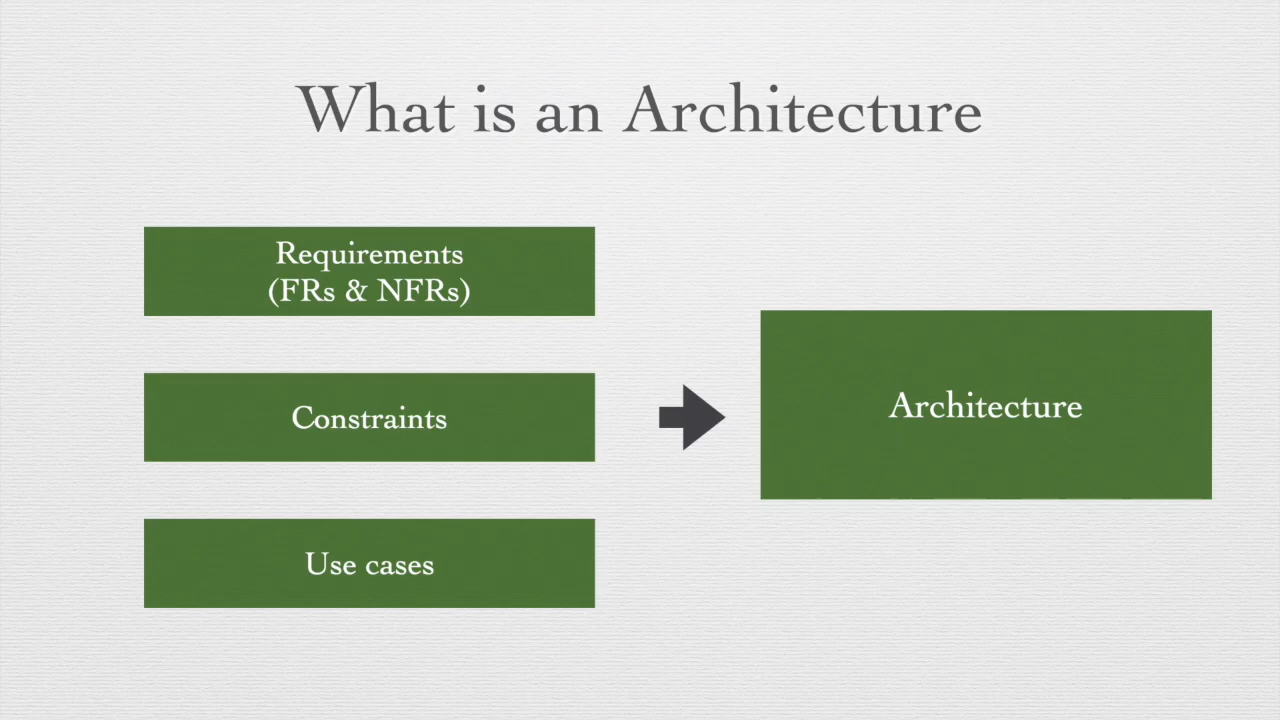 What is an Architecture
Requirements
(FRs & NFRs)
Constraints
Use cases
Architecture